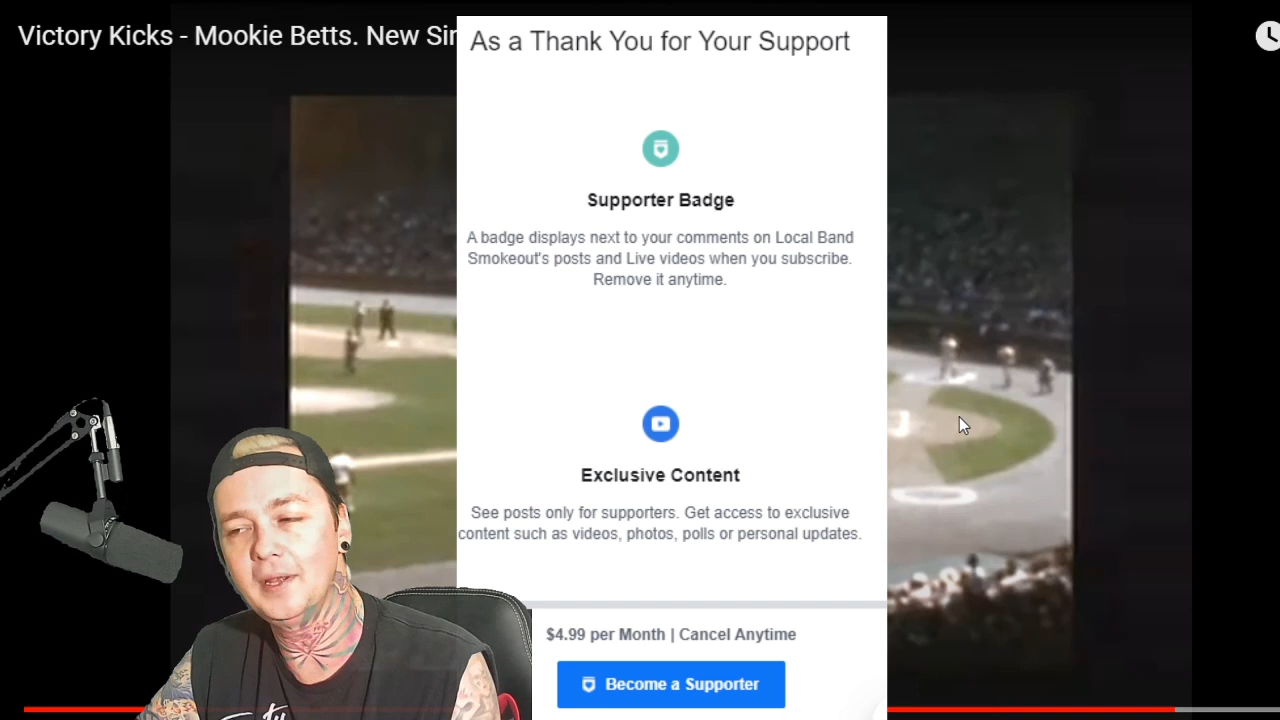 Victory Kicks - Mookie Betts. New
As a Thank You for Your Support
Supporter Badge
A badge displays next to your comments on Local Band
Smokeout's posts and Live videos when you subscribe.
Remove it anytime.
Exclusive Content
See posts only for supporters. Get access to exclusive
content such as videos, photos, polls or personal updates.
$4.99 per Month | Cancel Anytime
Become a Supporter